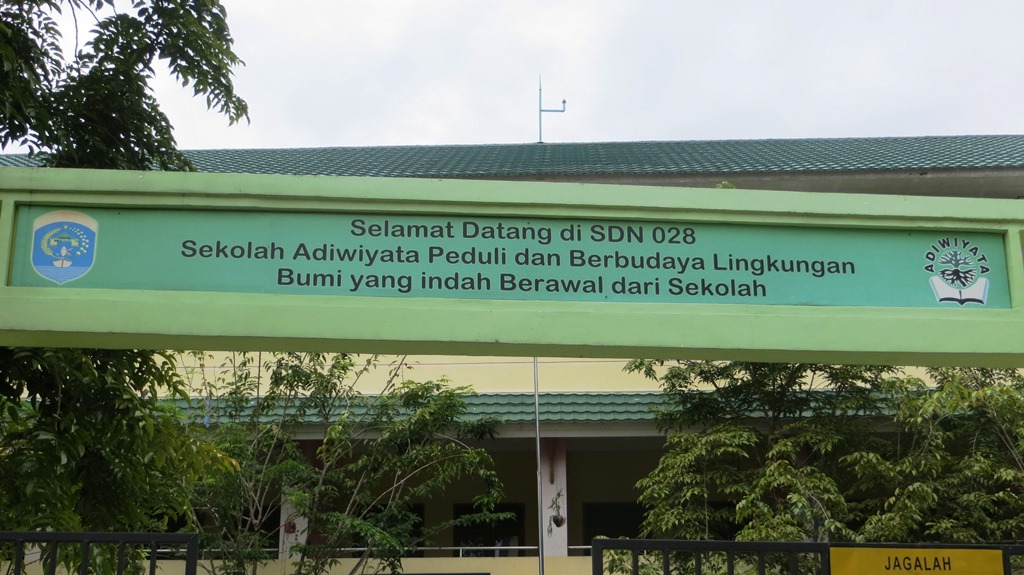 Selamat Datang di SDN 028
Sekolah Adiwiyata Peduli dan Berbudaya Lingkungan
Bumi yang indah Berawal dari Sekolah
ADIWIYATA
JAGALAH